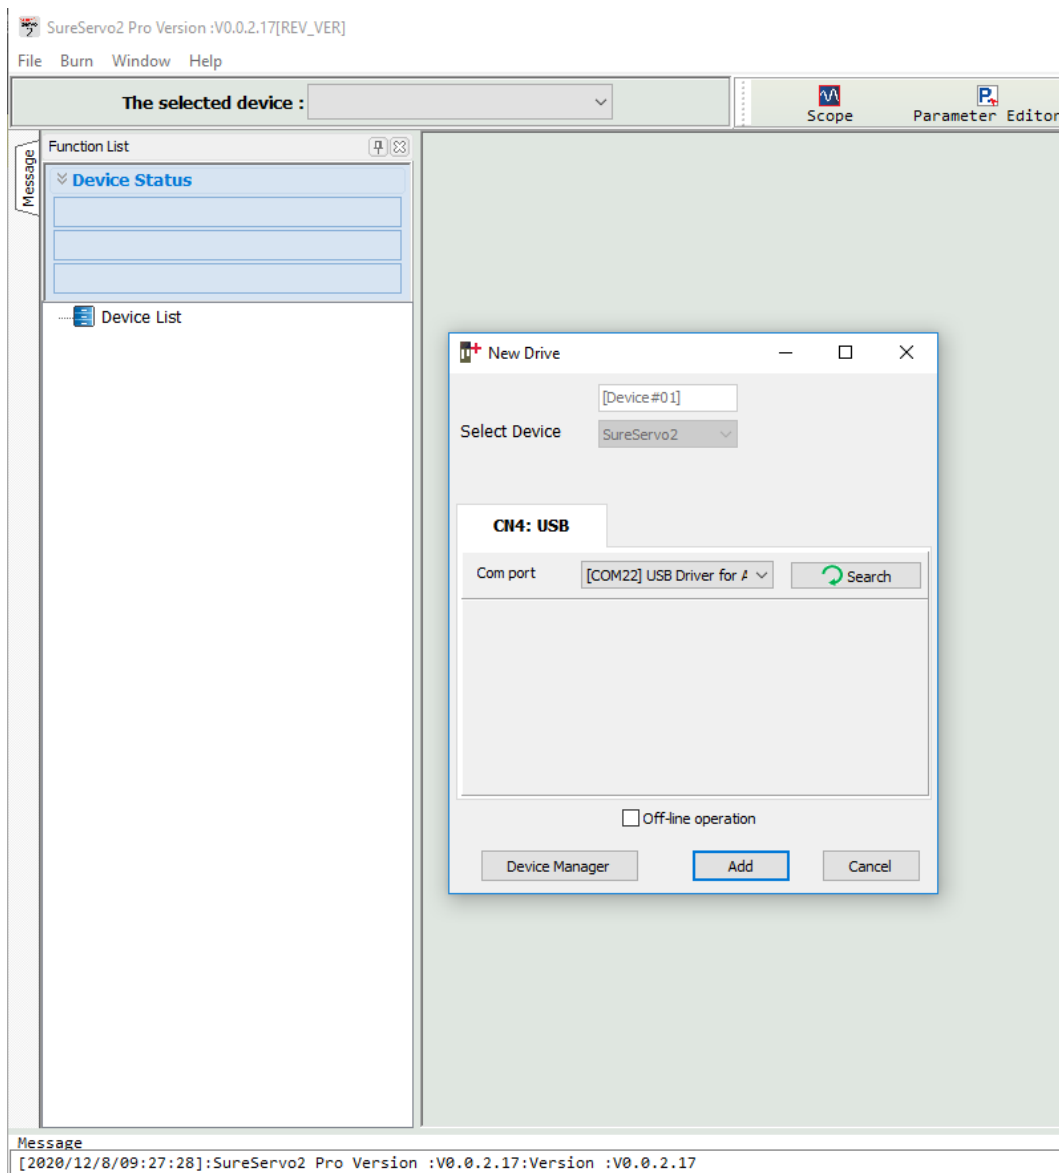 SureServo2 Pro Version :V0.0.2.17[REV_VER]
File Burn Window Help
The selected device :
Scope
Parameter Editor
Message
Function List
Device Status
Device List
New Drive
[Device#01]
Select Device SureServo2
CN4: USB
Com port [COM22] USB Driver for A Search
Off-line operation
Device Manager Add Cancel
Message
[2020/12/8/09:27:28]:SureServo2 Pro Version :V0.0.2.17:Version :V0.0.2.17